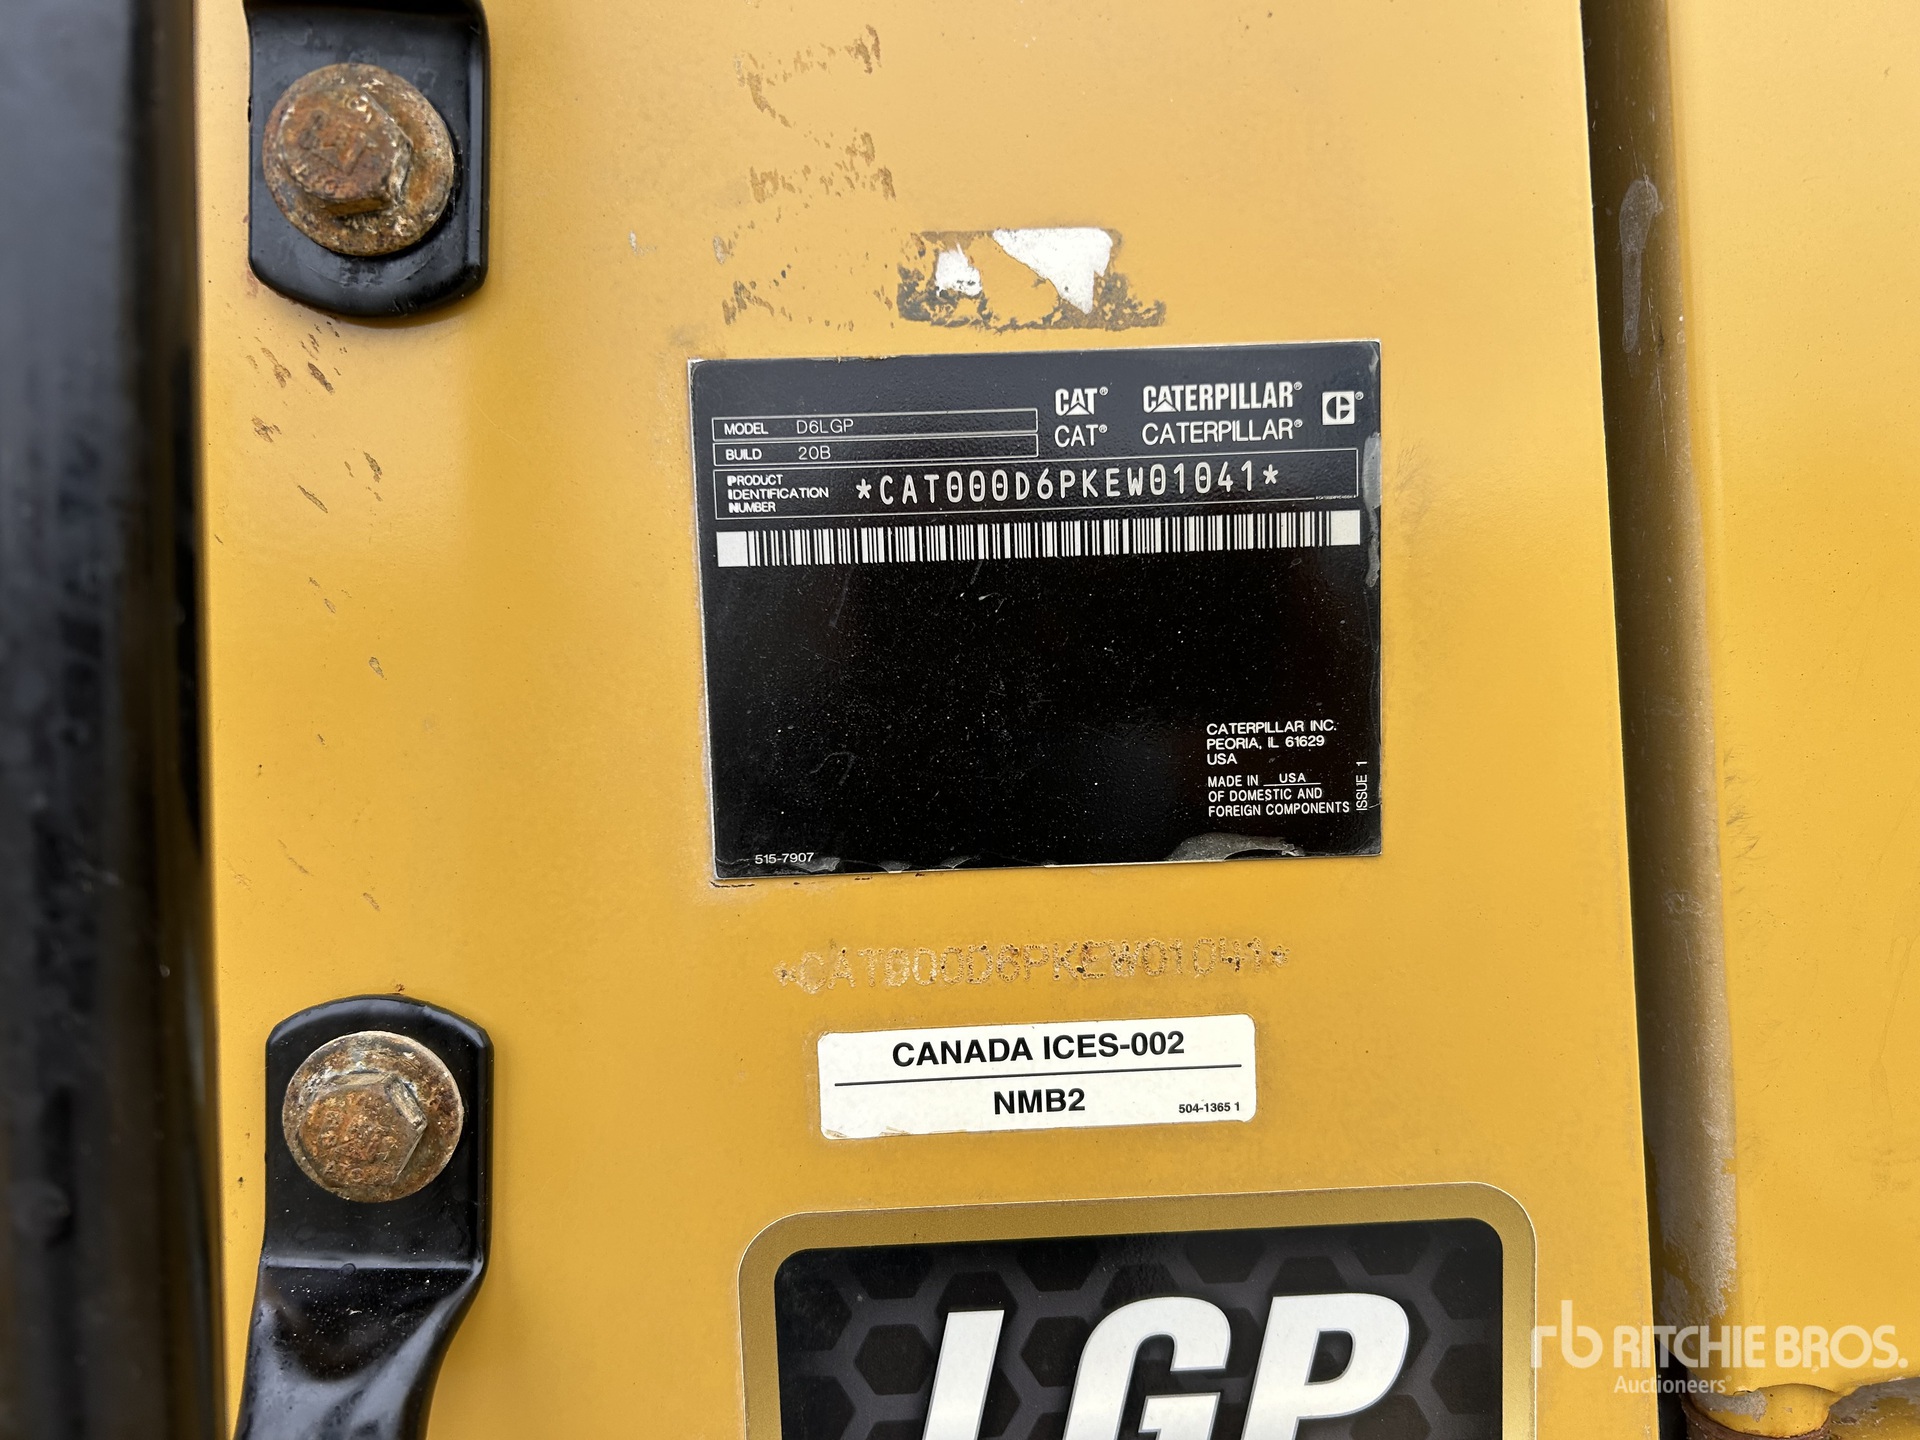 CAT® CATERPILLAR®
CAT® CATERPILLAR®
MODEL D6LGP
BUILD 20B
PRODUCT IDENTIFICATION NUMBER *CAT000D6PKEW01041*
CATERPILLAR INC.
PEORIA, IL 61629
USA
MADE IN USA
OF DOMESTIC AND
FOREIGN COMPONENTS
ISSUE 1
515-7907
*CAT000D6PKEW01041*
CANADA ICES-002
NMB2
504-1365 1
LGP
rb RITCHIE BROS.
Auctioneers